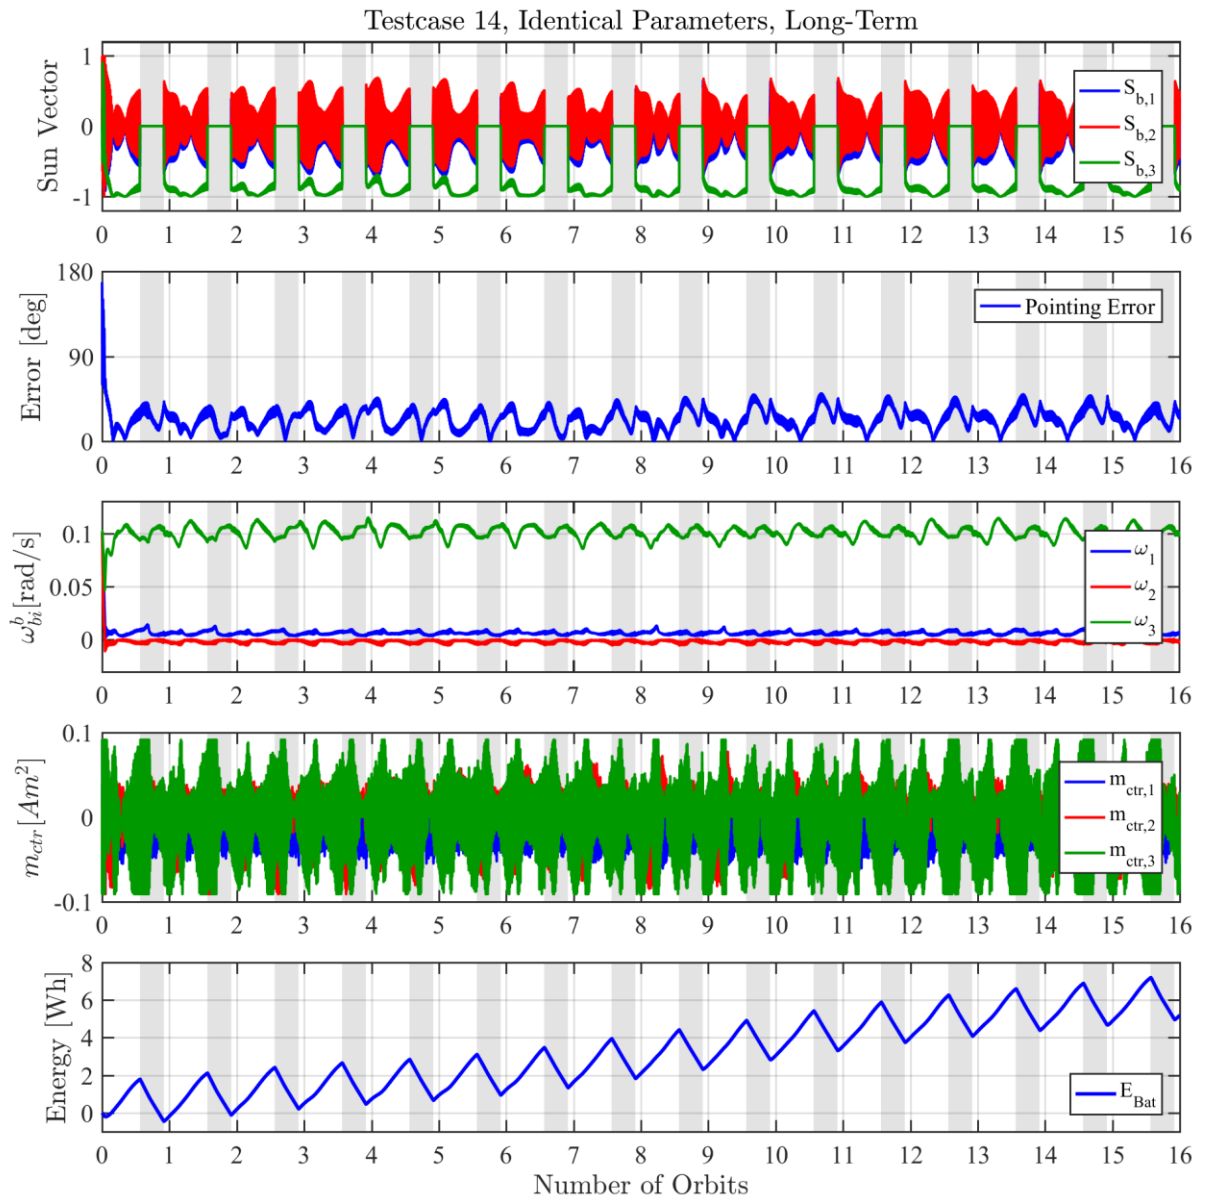 Testcase 14, Identical Parameters, Long-Term
Sun Vector
1
0
-1
S_b,1
S_b,2
S_b,3
0 1 2 3 4 5 6 7 8 9 10 11 12 13 14 15 16
Error [deg]
180
90
0
Pointing Error
0 1 2 3 4 5 6 7 8 9 10 11 12 13 14 15 16
ω_bi^b[rad/s]
0.1
0.05
0
ω_1
ω_2
ω_3
0 1 2 3 4 5 6 7 8 9 10 11 12 13 14 15 16
m_ctr[Am^2]
0.1
0
-0.1
m_ctr,1
m_ctr,2
m_ctr,3
0 1 2 3 4 5 6 7 8 9 10 11 12 13 14 15 16
Energy [Wh]
8
6
4
2
0
E_Bat
0 1 2 3 4 5 6 7 8 9 10 11 12 13 14 15 16
Number of Orbits